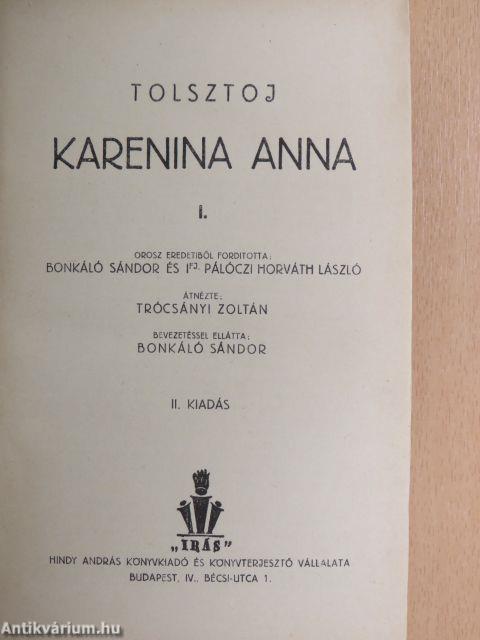 TOLSZTOJ
KARENINA ANNA
I.
OROSZ EREDETIBŐL FORDITOTTA:
BONKÁLÓ SÁNDOR ÉS IFJ. PÁLÓCZI HORVÁTH LÁSZLÓ
ÁTNÉZTE:
TRÓCSÁNYI ZOLTÁN
BEVEZETÉSSEL ELLÁTTA:
BONKÁLÓ SÁNDOR
II. KIADÁS
„IRÁS"
HINDY ANDRÁS KÖNYVKIADÓ ÉS KÖNYVTERJESZTŐ VÁLLALATA
BUDAPEST, IV., BÉCSI-UTCA 1.
Antikvárium.hu